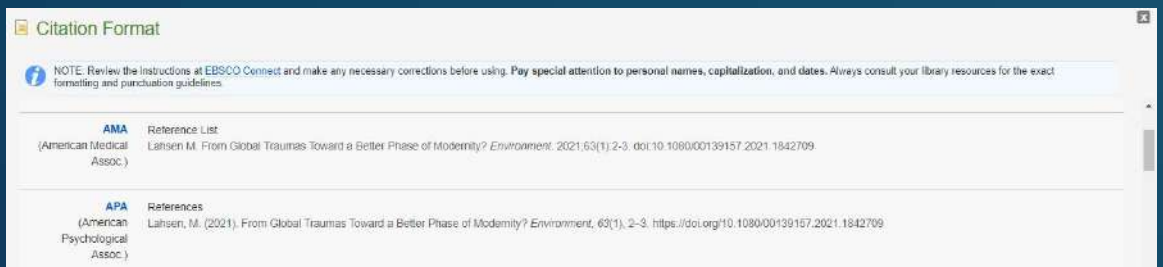 Citation Format
NOTE: Review the instructions at EBSCO Connect and make any necessary corrections before using. Pay special attention to personal names, capitalization, and dates. Always consult your library resources for the exact
formatting and punctuation guidelines.
AMA
(American Medical
Assoc.)
Reference List
Lahsen M. From Global Traumas Toward a Better Phase of Modernity? Environment. 2021;63(1):2-3. doi:10.1080/00139157.2021.1842709
APA
(American
Psychological
Assoc.)
References
Lahsen, M. (2021). From Global Traumas Toward a Better Phase of Modernity? Environment, 63(1), 2–3. https://doi.org/10.1080/00139157.2021.1842709